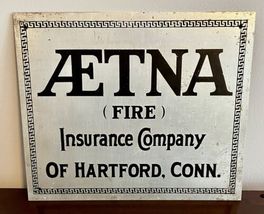 ÆTNA
(FIRE)
Insurance Company
OF HARTFORD, CONN.